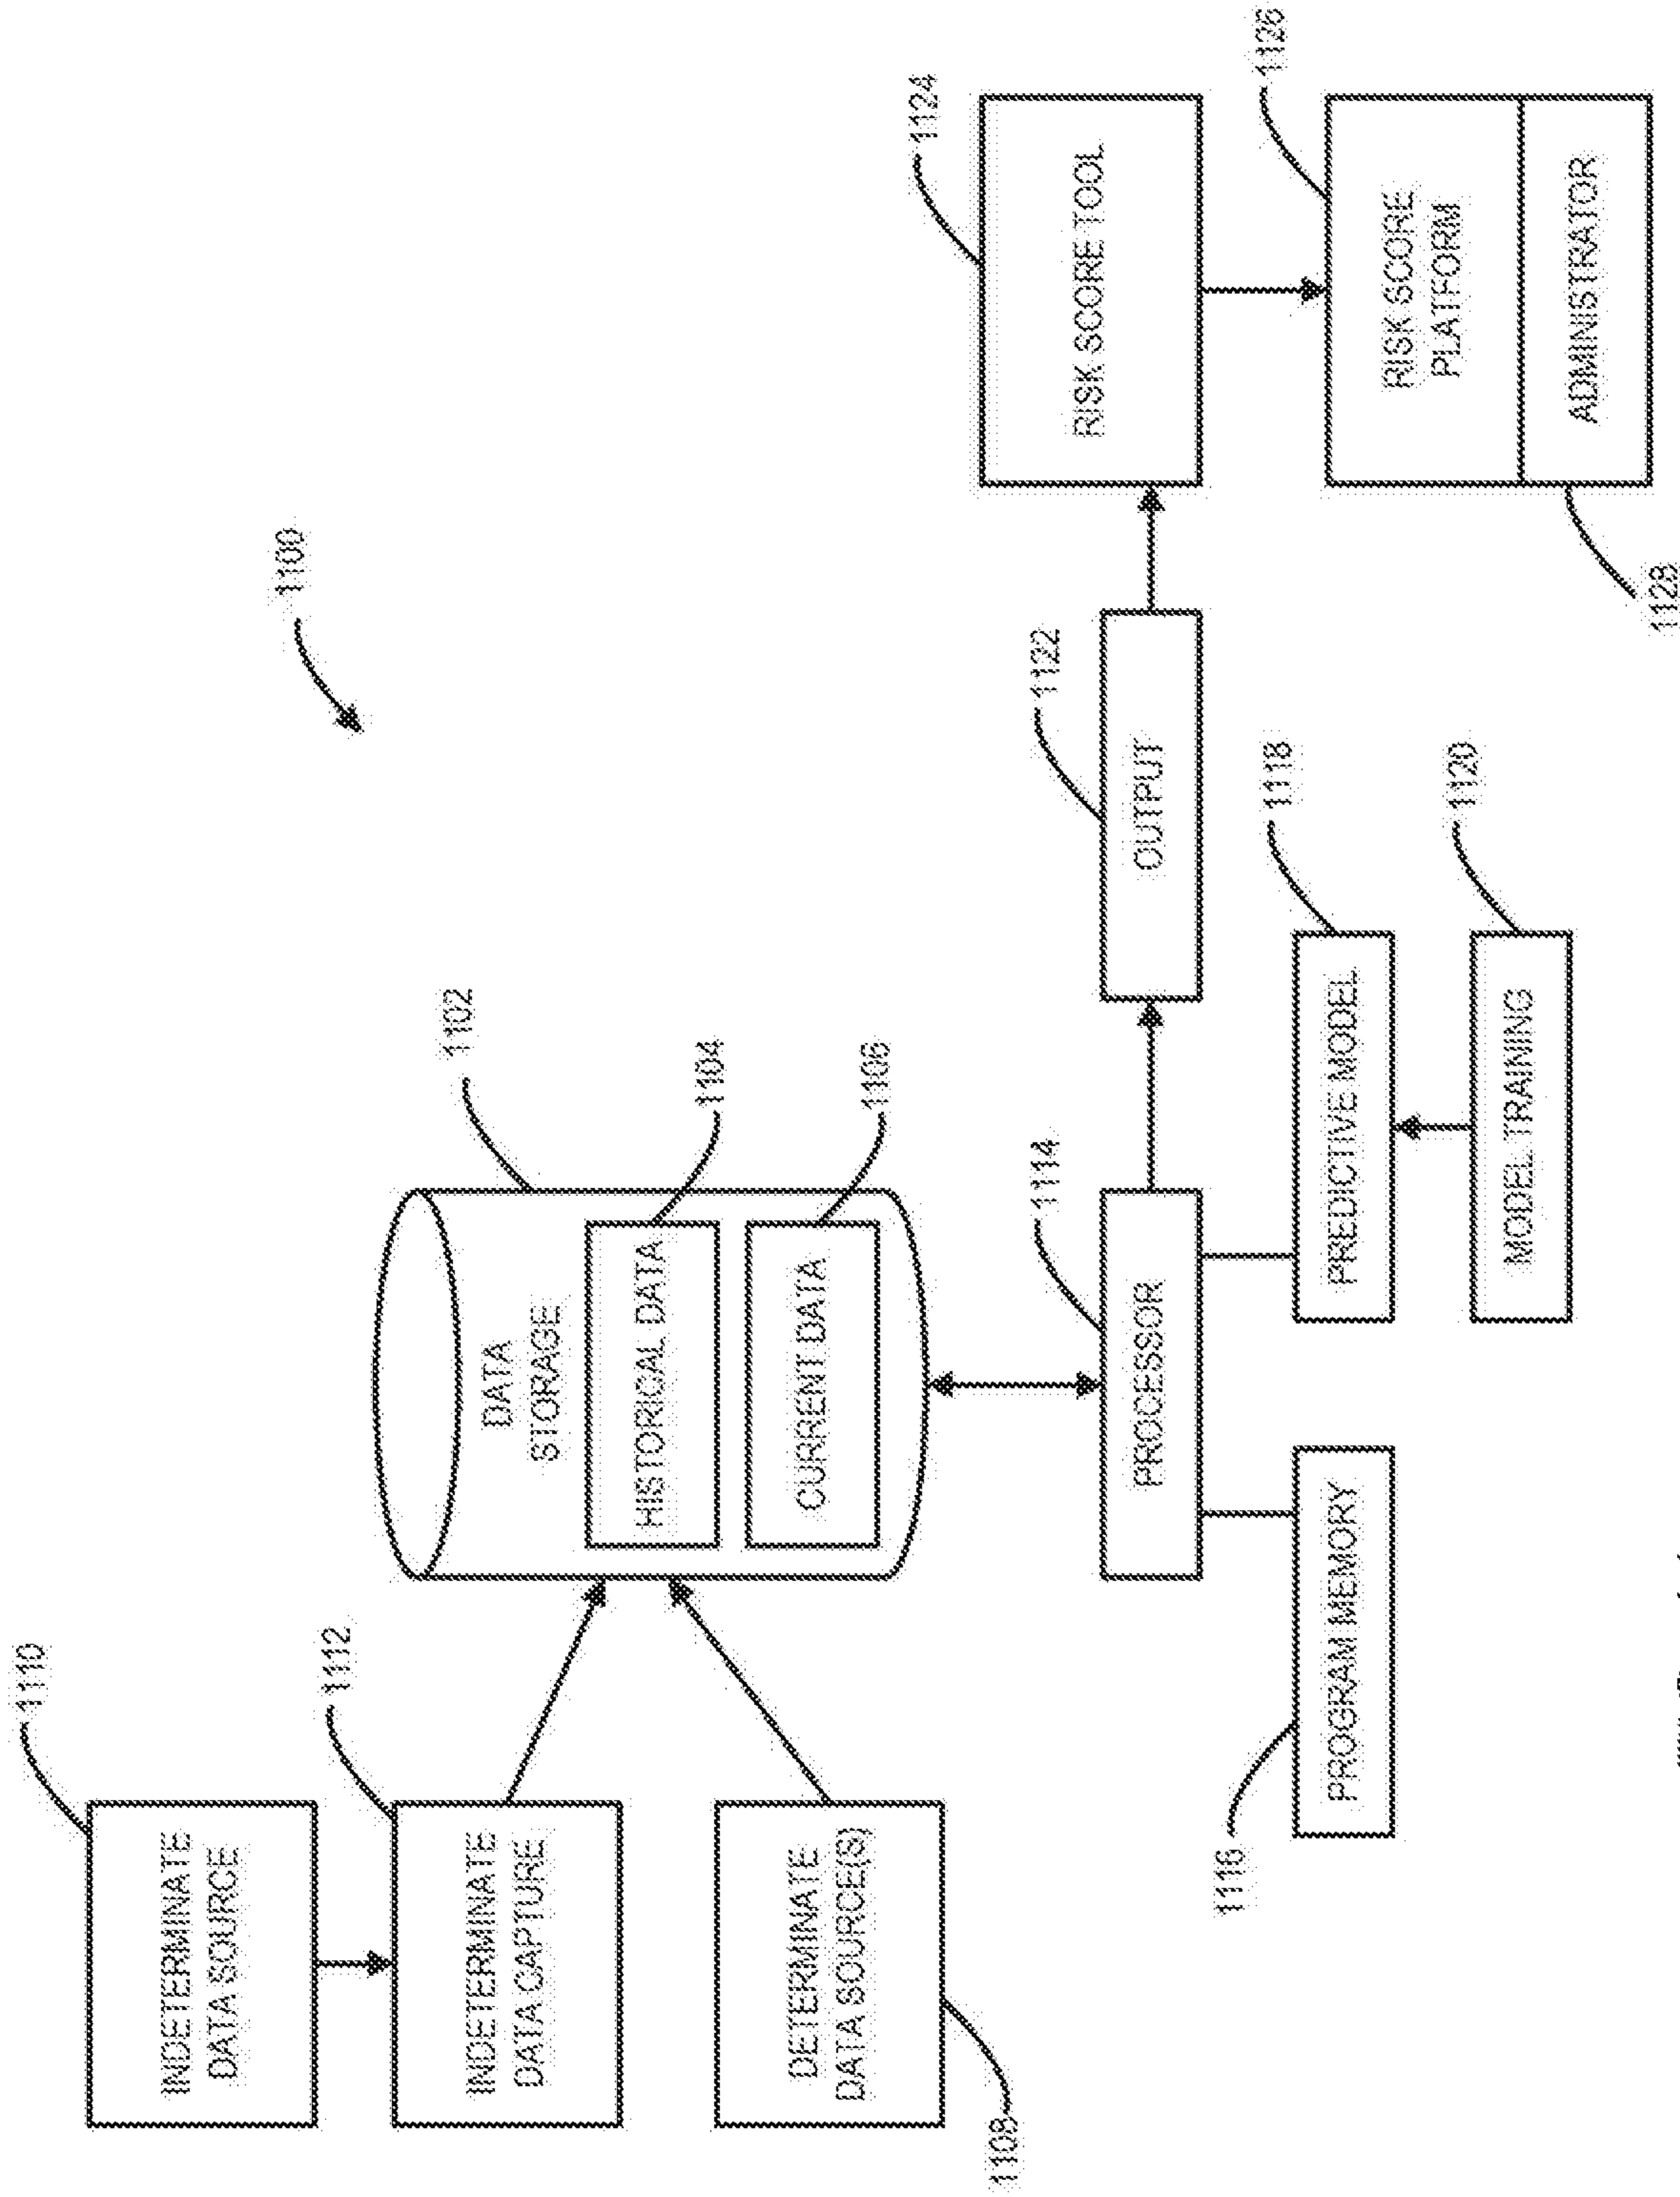 1110
INDETERMINATE
DATA SOURCE
1100
1112
INDETERMINATE
DATA CAPTURE
1102
DATA
STORAGE
HISTORICAL DATA
1104
CURRENT DATA
1106
DETERMINATE
DATA SOURCE(S)
1108
1114
PROCESSOR
1122
OUTPUT
1124
RISK SCORE TOOL
1116
PROGRAM MEMORY
1118
PREDICTIVE MODEL
1120
MODEL TRAINING
1126
RISK SCORE
PLATFORM
ADMINISTRATOR
1128